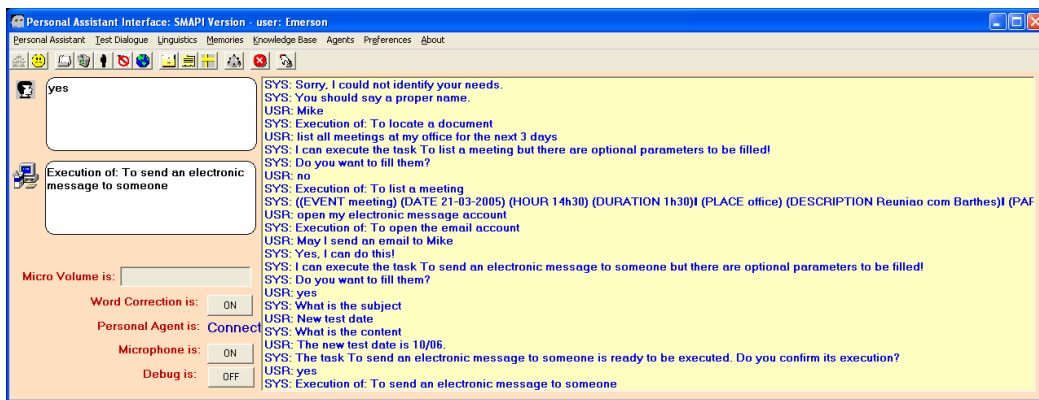 Personal Assistant Interface: SMAPI Version - user: Emerson
Personal Assistant Test Dialogue Linguistics Memories Knowledge Base Agents Preferences About
yes
Execution of: To send an electronic
message to someone
Micro Volume is:
Word Correction is: ON
Personal Agent is: Connect
Microphone is: ON
Debug is: OFF
SYS: Sorry, I could not identify your needs.
SYS: You should say a proper name.
USR: Mike
SYS: Execution of: To locate a document
USR: list all meetings at my office for the next 3 days
SYS: I can execute the task To list a meeting but there are optional parameters to be filled!
SYS: Do you want to fill them?
USR: no
SYS: Execution of: To list a meeting
SYS: ((EVENT meeting) (DATE 21-03-2005) (HOUR 14h30) (DURATION 1h30)| (PLACE office) (DESCRIPTION Reuniao com Barthes)| (PAR
USR: open my electronic message account
SYS: Execution of: To open the email account
USR: May I send an email to Mike
SYS: Yes, I can do this!
SYS: I can execute the task To send an electronic message to someone but there are optional parameters to be filled!
SYS: Do you want to fill them?
USR: yes
SYS: What is the subject
USR: New test date
SYS: What is the content
USR: The new test date is 10/06.
SYS: The task To send an electronic message to someone is ready to be executed. Do you confirm its execution?
USR: yes
SYS: Execution of: To send an electronic message to someone